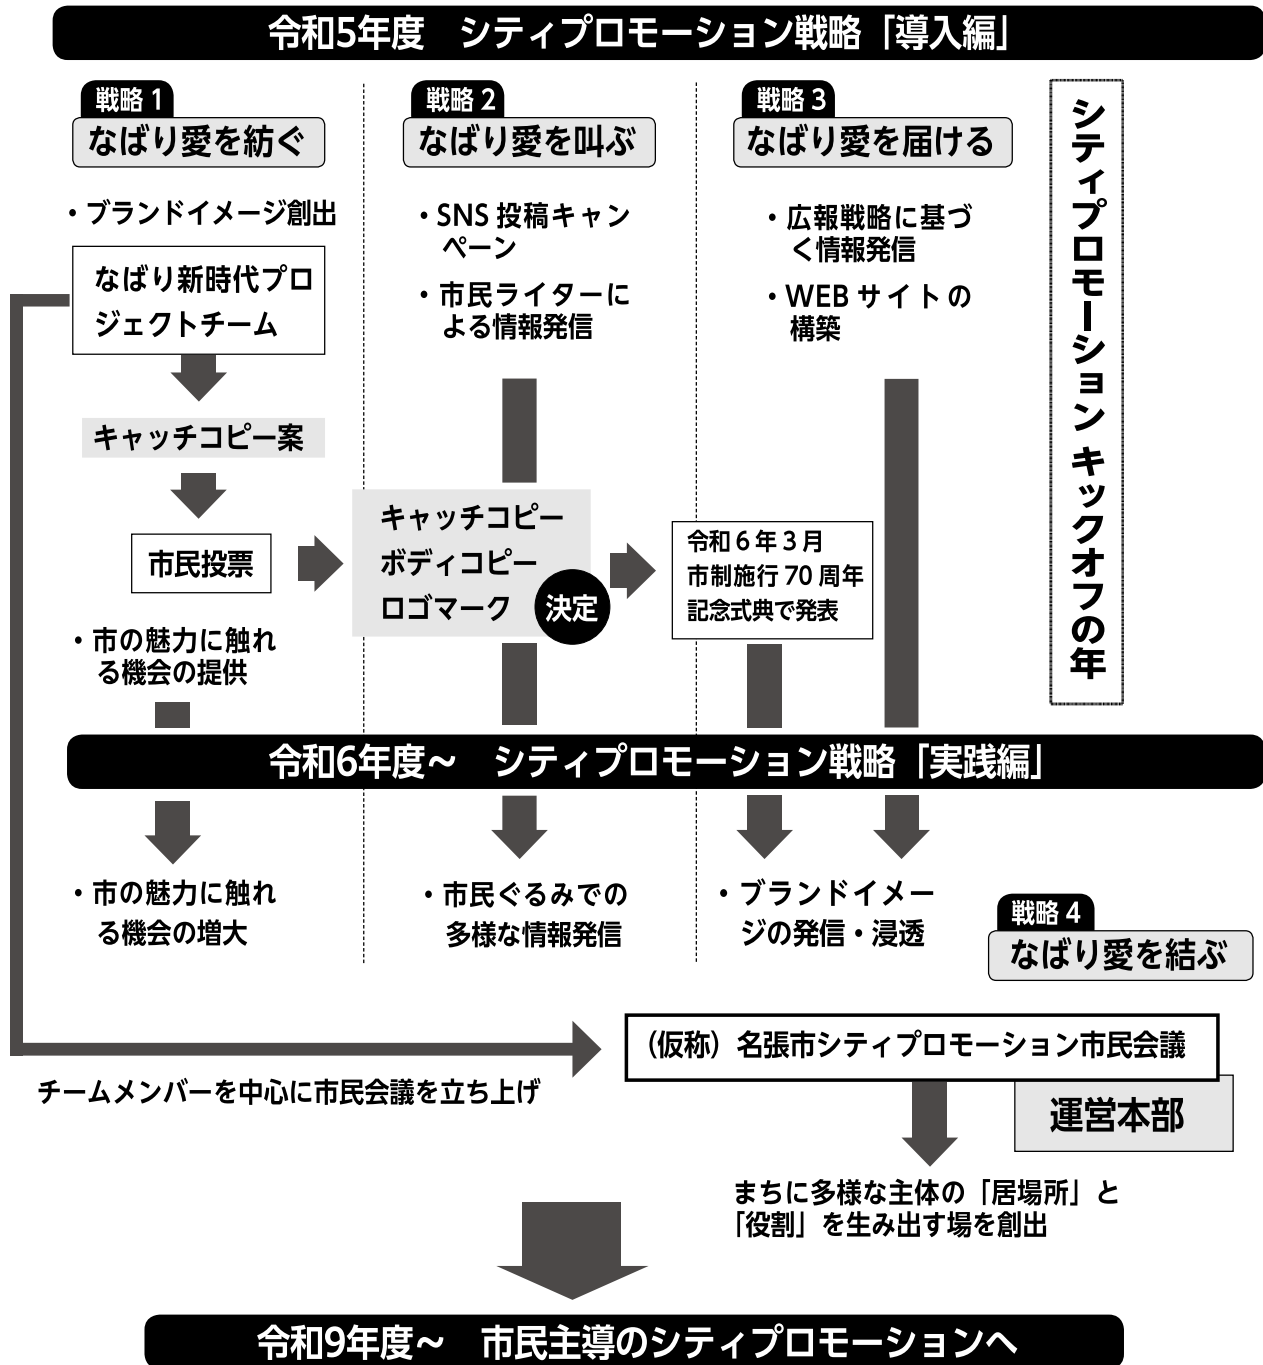 令和5年度　シティプロモーション戦略「導入編」
戦略 1
なばり愛を紡ぐ
・ブランドイメージ創出
なばり新時代プロ
ジェクトチーム
キャッチコピー案
市民投票
・市の魅力に触れ
る機会の提供
戦略 2
なばり愛を叫ぶ
・SNS 投稿キャン
ペーン
・市民ライターに
よる情報発信
キャッチコピー
ボディコピー
ロゴマーク
決定
戦略 3
なばり愛を届ける
・広報戦略に基づ
く情報発信
・WEB サイトの
構築
令和 6 年 3 月
市制施行 70 周年
記念式典で発表
シティプロモーション キックオフの年
令和6年度～　シティプロモーション戦略「実践編」
・市の魅力に触れ
る機会の増大
・市民ぐるみでの
多様な情報発信
・ブランドイメー
ジの発信・浸透
戦略 4
なばり愛を結ぶ
（仮称）名張市シティプロモーション市民会議
チームメンバーを中心に市民会議を立ち上げ
運営本部
まちに多様な主体の「居場所」と
「役割」を生み出す場を創出
令和9年度～　市民主導のシティプロモーションへ